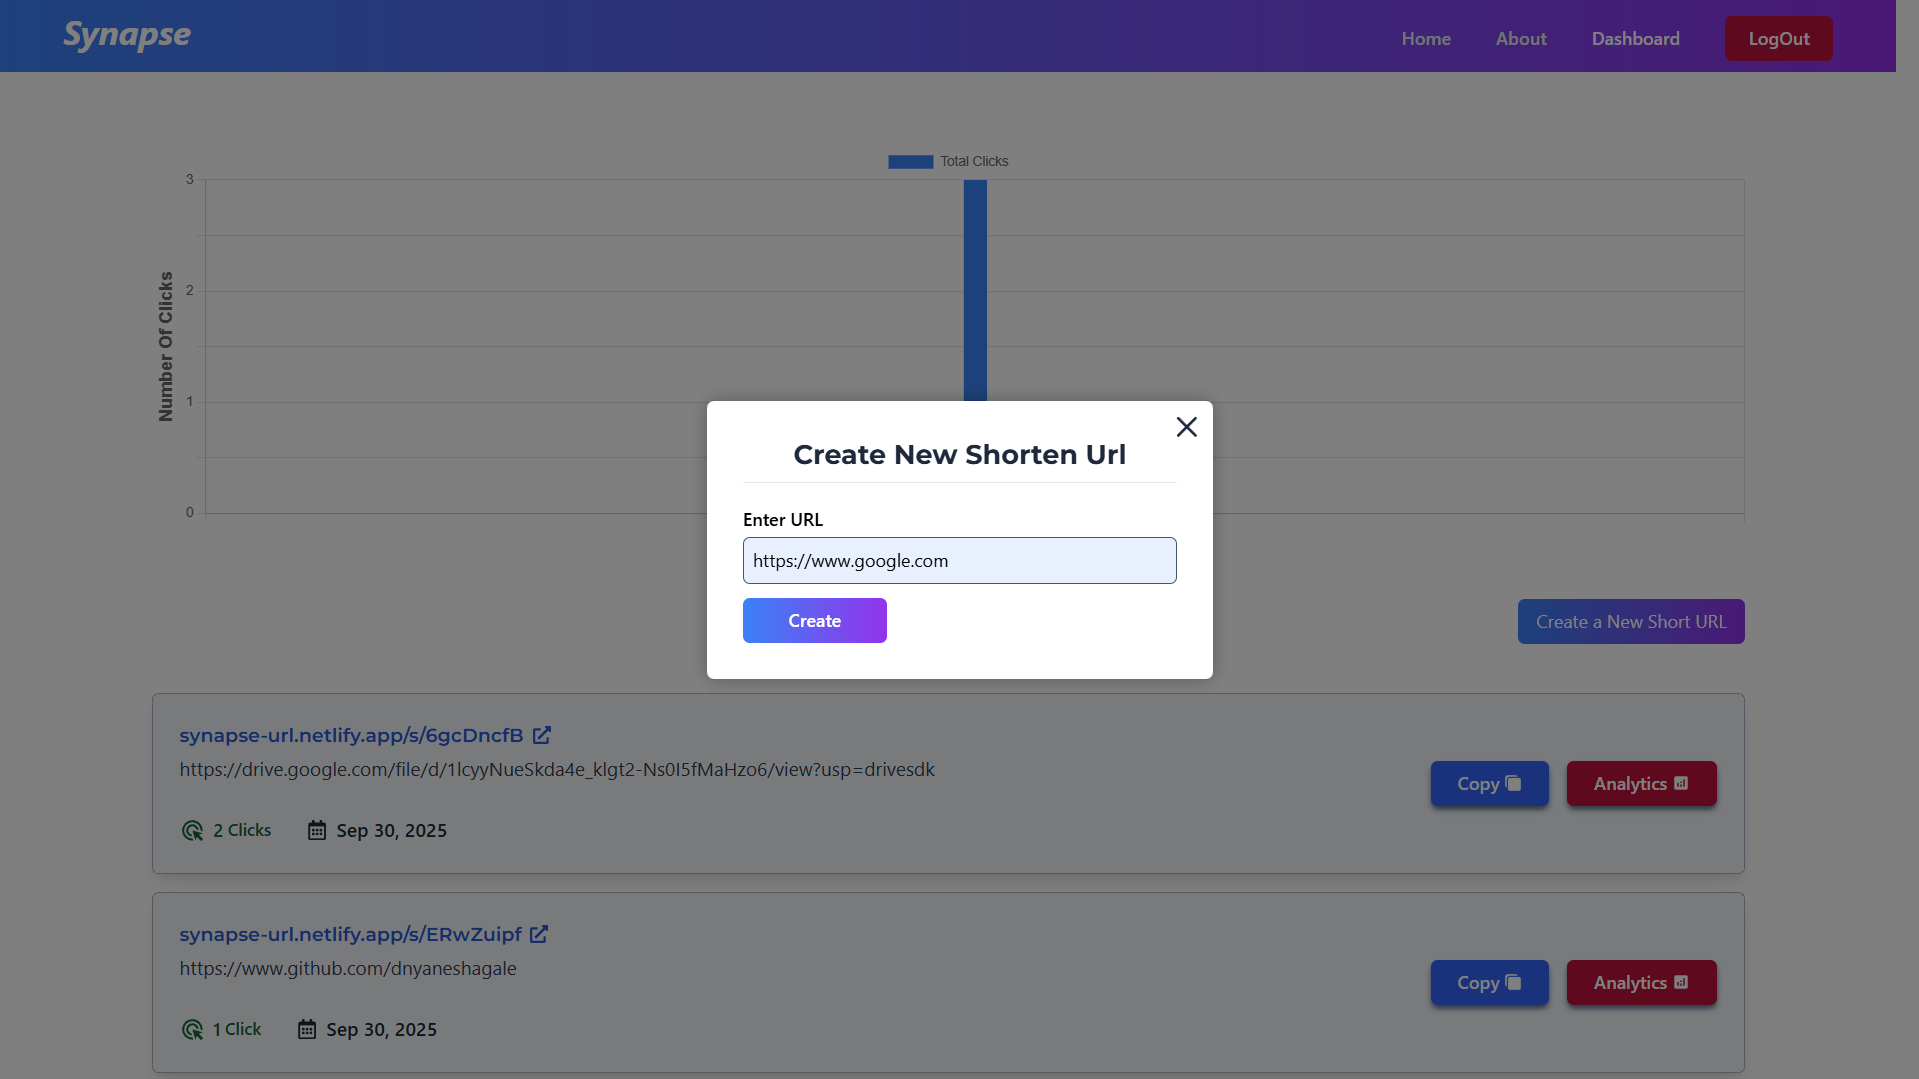 Synapse
Home About Dashboard LogOut
Total Clicks
3
2
1
0
Number Of Clicks
Create New Shorten Url
Enter URL
https://www.google.com
Create
Create a New Short URL
synapse-url.netlify.app/s/6gcDncfB
https://drive.google.com/file/d/1lcyyNueSkda4e_klgt2-Ns0I5fMaHzo6/view?usp=drivesdk
Copy Analytics
2 Clicks Sep 30, 2025
synapse-url.netlify.app/s/ERwZuipf
https://www.github.com/dnyaneshagale
Copy Analytics
1 Click Sep 30, 2025